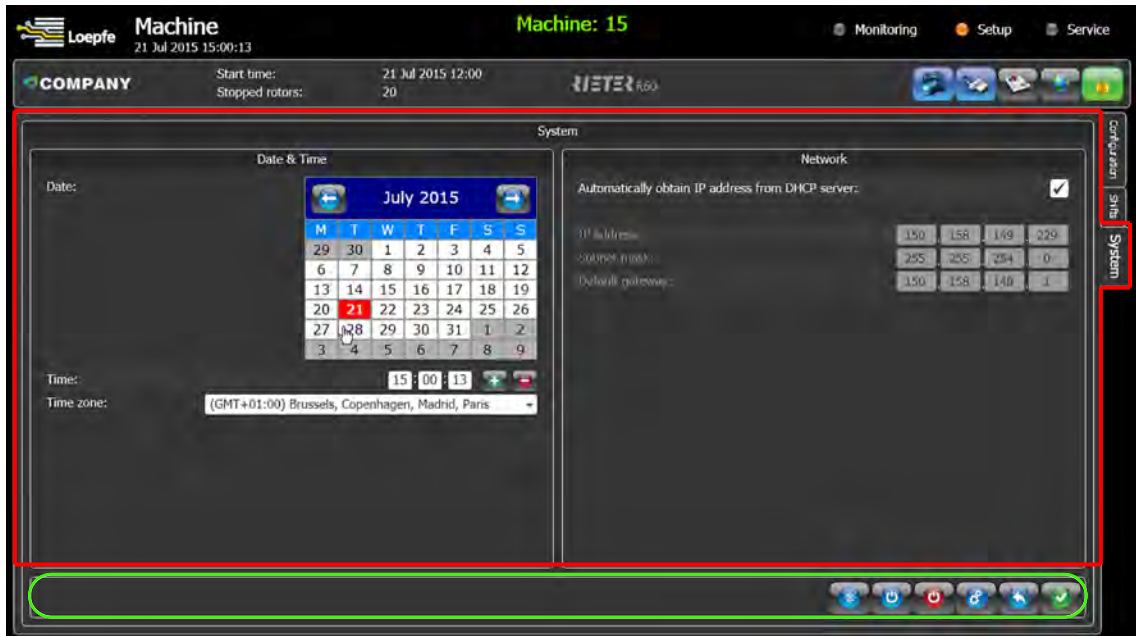 Loepfe
Machine
21 Jul 2015 15:00:13
Machine: 15
Monitoring
Setup
Service
COMPANY
Start time: 21 Jul 2015 12:00
Stopped rotors: 20
RIETER R60
System
Configuration
Shifts
System
Date & Time
Date:
July 2015
M T W T F S S
29 30 1 2 3 4 5
6 7 8 9 10 11 12
13 14 15 16 17 18 19
20 21 22 23 24 25 26
27 28 29 30 31 1 2
3 4 5 6 7 8 9
Time: 15 : 00 : 13
Time zone: (GMT+01:00) Brussels, Copenhagen, Madrid, Paris
Network
Automatically obtain IP address from DHCP server:
IP address: 150 . 158 . 149 . 229
Subnet mask: 255 . 255 . 254 . 0
Default gateway: 150 . 158 . 148 . 1